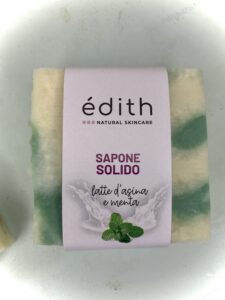 édith
NATURAL SKINCARE
SAPONE
SOLIDO
latte d'asina
e menta